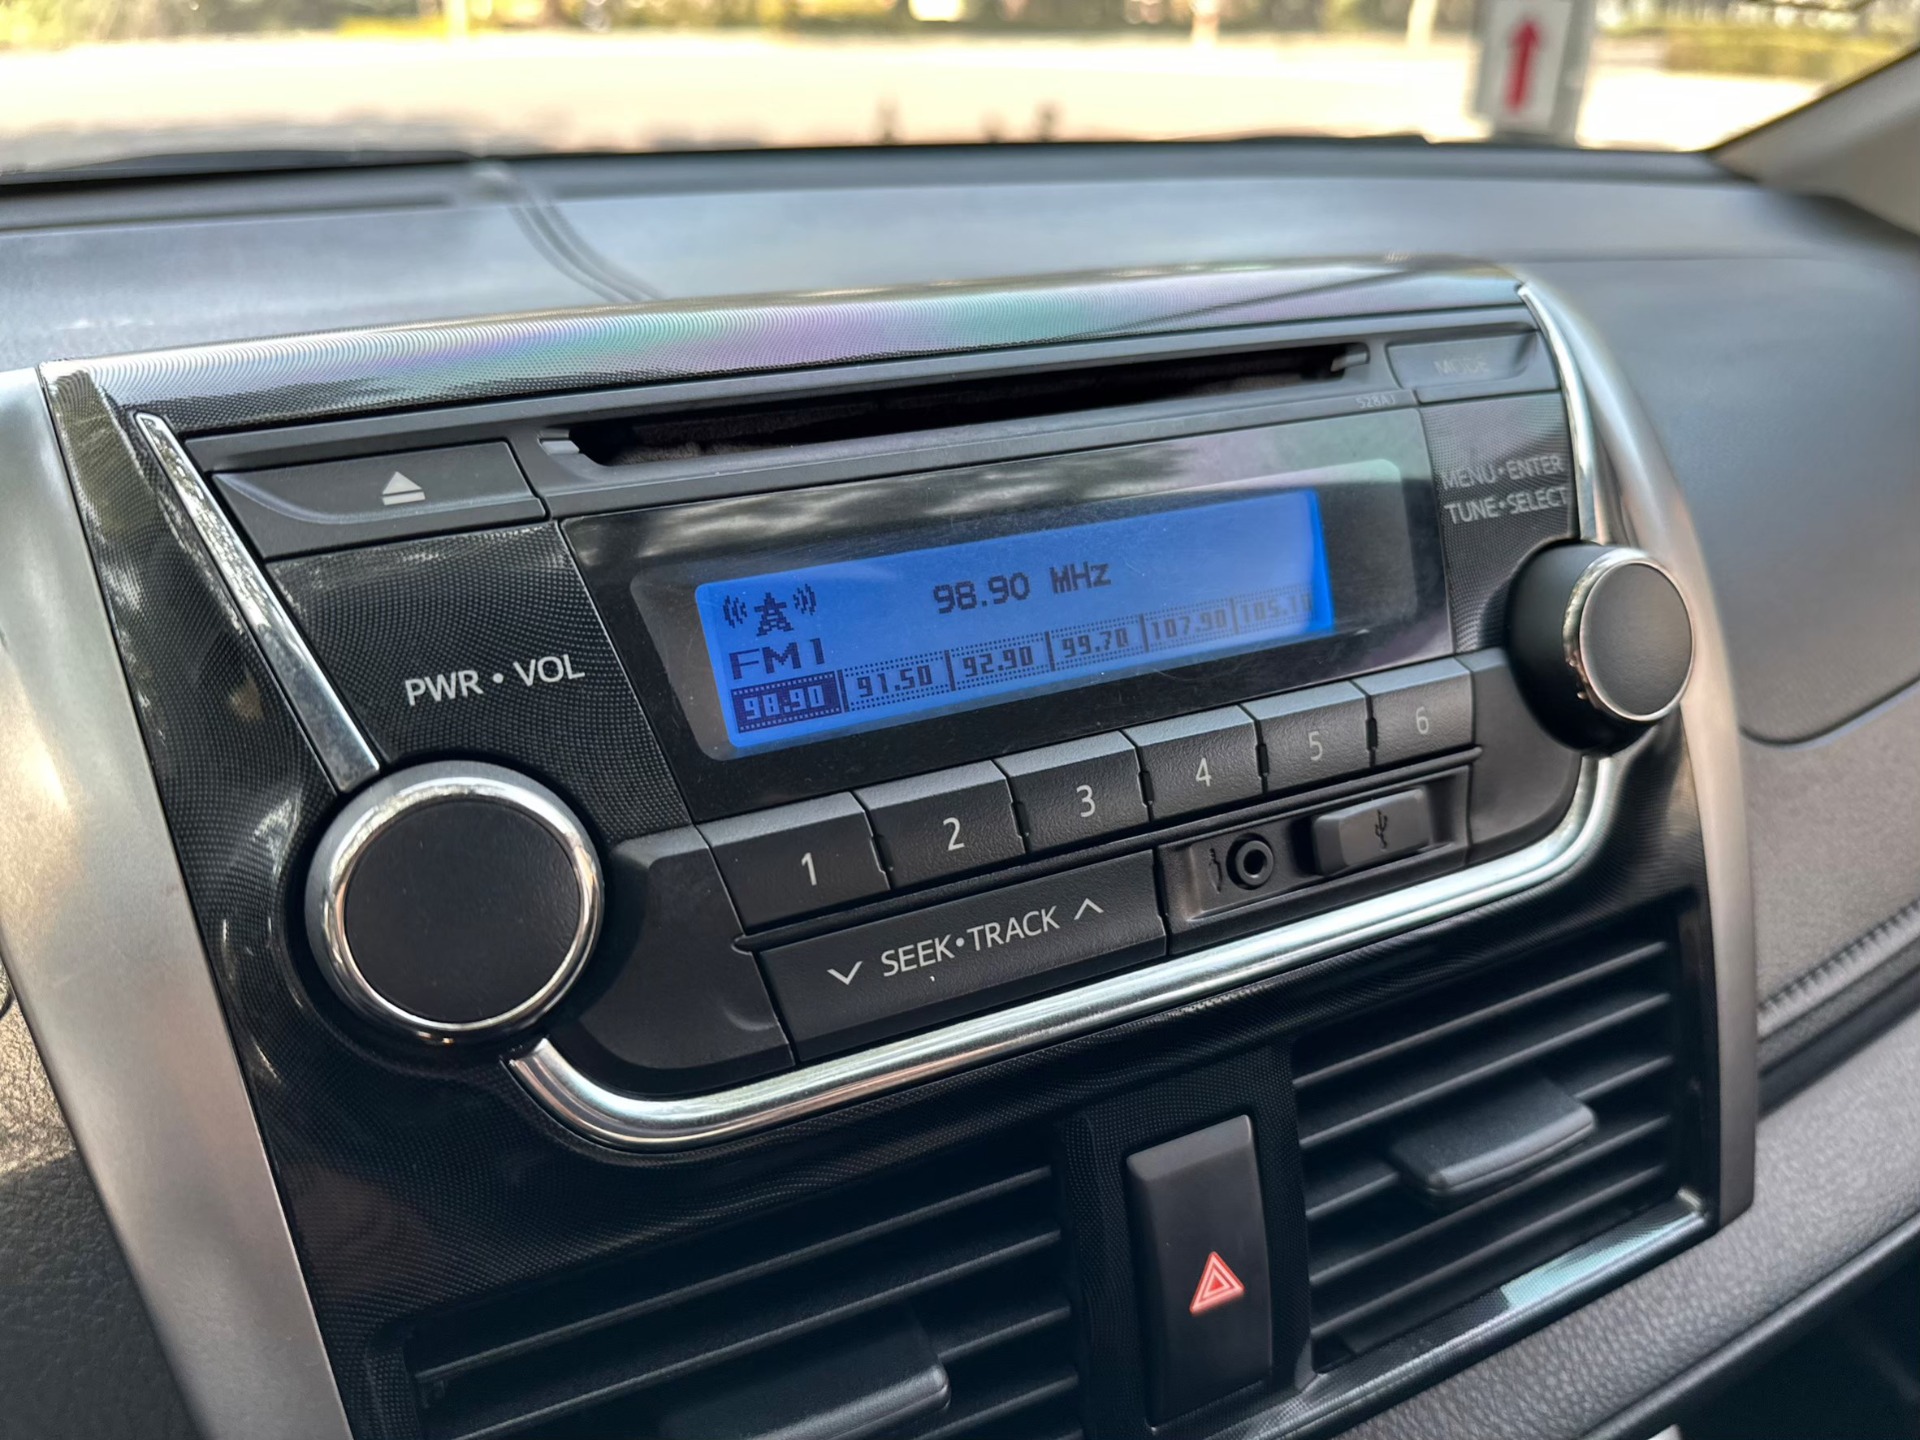 MODE
528A1
MENU•ENTER
TUNE•SELECT
PWR • VOL
98.90 MHz
FM1
98.90 91.50 92.90 99.70 107.90
1 2 3 4 5 6
SEEK•TRACK